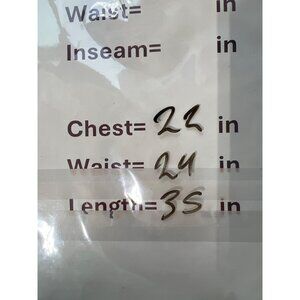 Waist= in
Inseam= in
Chest= 22 in
Waist= 24 in
Length= 35 in